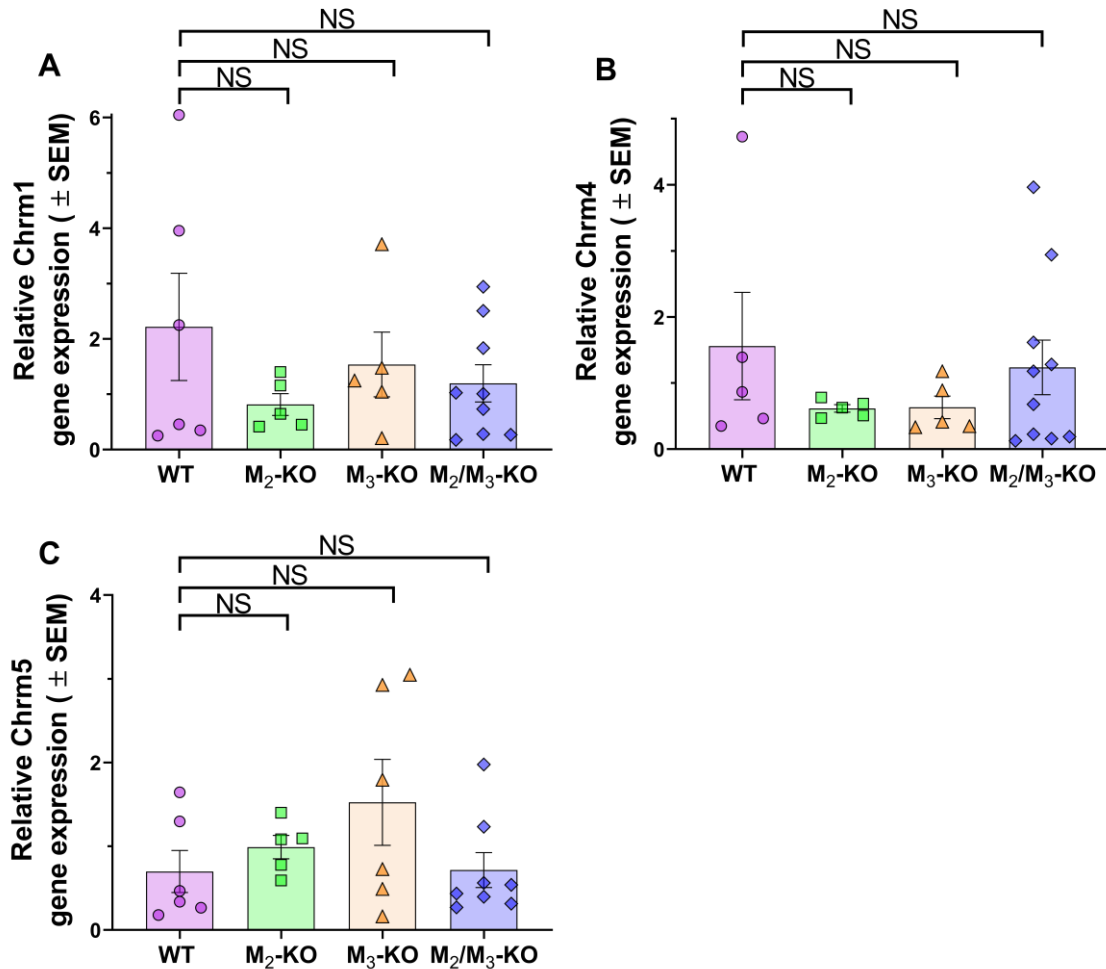 A
NS
NS
NS
Relative Chrm1
gene expression ( ± SEM)
6
4
2
0
WT
M₂-KO
M₃-KO
M₂/M₃-KO
B
NS
NS
NS
Relative Chrm4
gene expression ( ± SEM)
4
2
0
WT
M₂-KO
M₃-KO
M₂/M₃-KO
C
NS
NS
NS
Relative Chrm5
gene expression ( ± SEM)
4
2
0
WT
M₂-KO
M₃-KO
M₂/M₃-KO